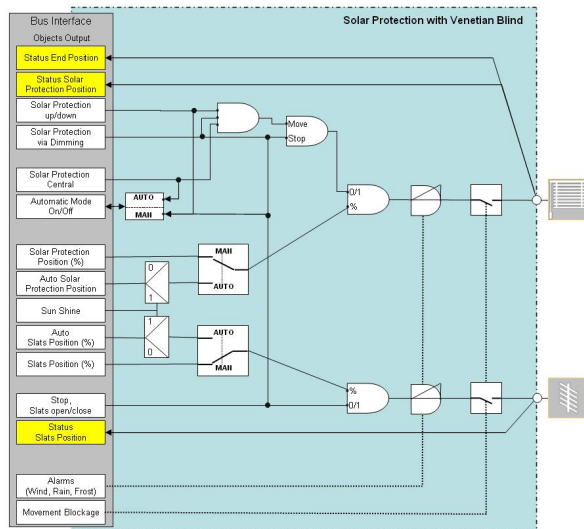 Bus Interface
Solar Protection with Venetian Blind
Objects Output
Status End Position
Status Solar
Protection Position
Solar Protection
up/down
Solar Protection
via Dimming
Move
Stop
Solar Protection
Central
Automatic Mode
On/Off
AUTO
MAN
0/1
%
Solar Protection
Position (%)
Auto Solar
Protection Position
0
1
MAN
AUTO
Sun Shine
Auto
Slats Position (%)
1
0
AUTO
MAN
Slats Position (%)
%
0/1
Stop,
Slats open/close
Status
Slats Position
Alarms
(Wind, Rain, Frost)
Movement Blockage